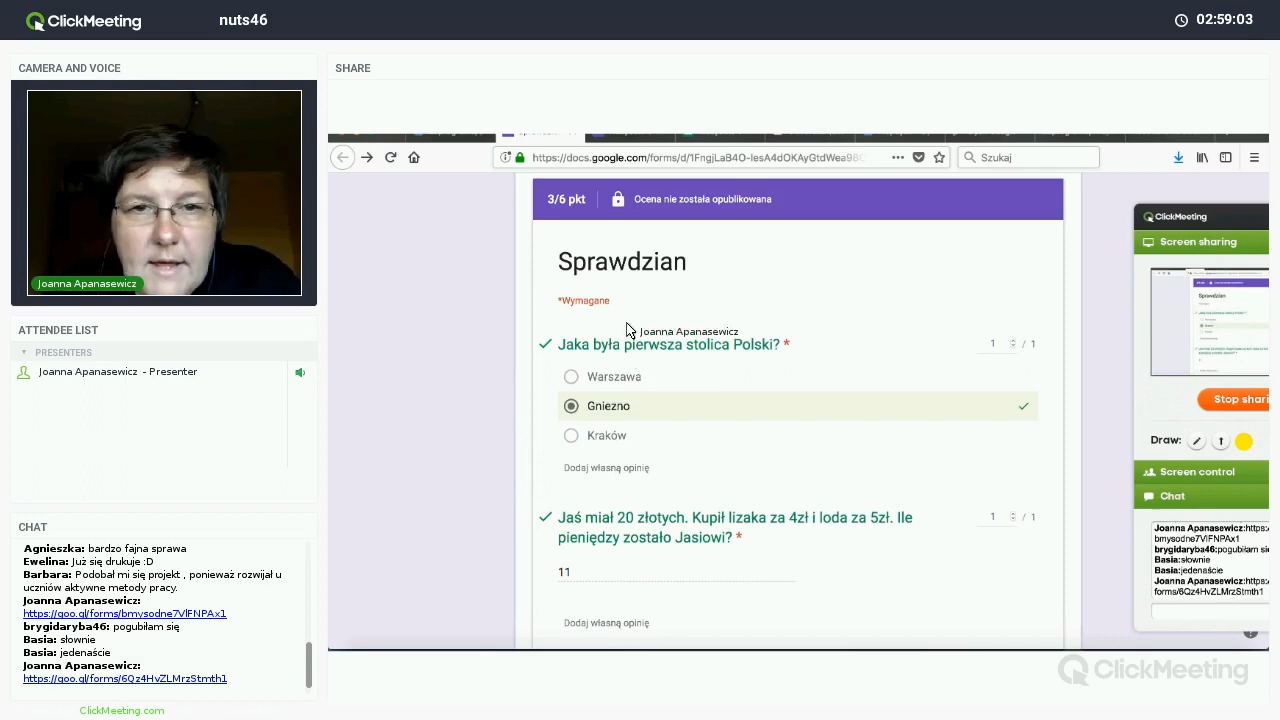 ClickMeeting
nuts46
02:59:03
CAMERA AND VOICE
Joanna Apanasewicz
ATTENDEE LIST
PRESENTERS
Joanna Apanasewicz - Presenter
CHAT
Agnieszka: bardzo fajna sprawa
Ewelina: Już się drukuje :D
Barbara: Podobał mi się projekt , ponieważ rozwijał u
uczniów aktywne metody pracy.
Joanna Apanasewicz:
https://goo.gl/forms/bmysodne7VlFNPAx1
brygidaryba46: pogubiłam się
Basia: słownie
Basia: jedenaście
Joanna Apanasewicz:
https://goo.gl/forms/6Qz4HvZLMrzStmth1
ClickMeeting.com
SHARE
https://docs.google.com/forms/d/1FngjLaB4O-IesA4dOKAyGtdWea98C
Szukaj
3/6 pkt
Ocena nie została opublikowana
Sprawdzian
*Wymagane
Joanna Apanasewicz
Jaka była pierwsza stolica Polski? *
1 / 1
Warszawa
Gniezno
Kraków
Dodaj własną opinię
Jaś miał 20 złotych. Kupił lizaka za 4zł i loda za 5zł. Ile
pieniędzy zostało Jasiowi? *
1 / 1
11
Dodaj własną opinię
ClickMeeting
Screen sharing
Sprawdzian
Stop shari
Draw:
Screen control
Chat
Joanna Apanasewicz:https:
bmysodne7VlFNPAx1
brygidaryba46:pogubiłam się
Basia:słownie
Basia:jedenaście
Joanna Apanasewicz:https:/
forms/6Qz4HvZLMrzStmth1
ClickMeeting